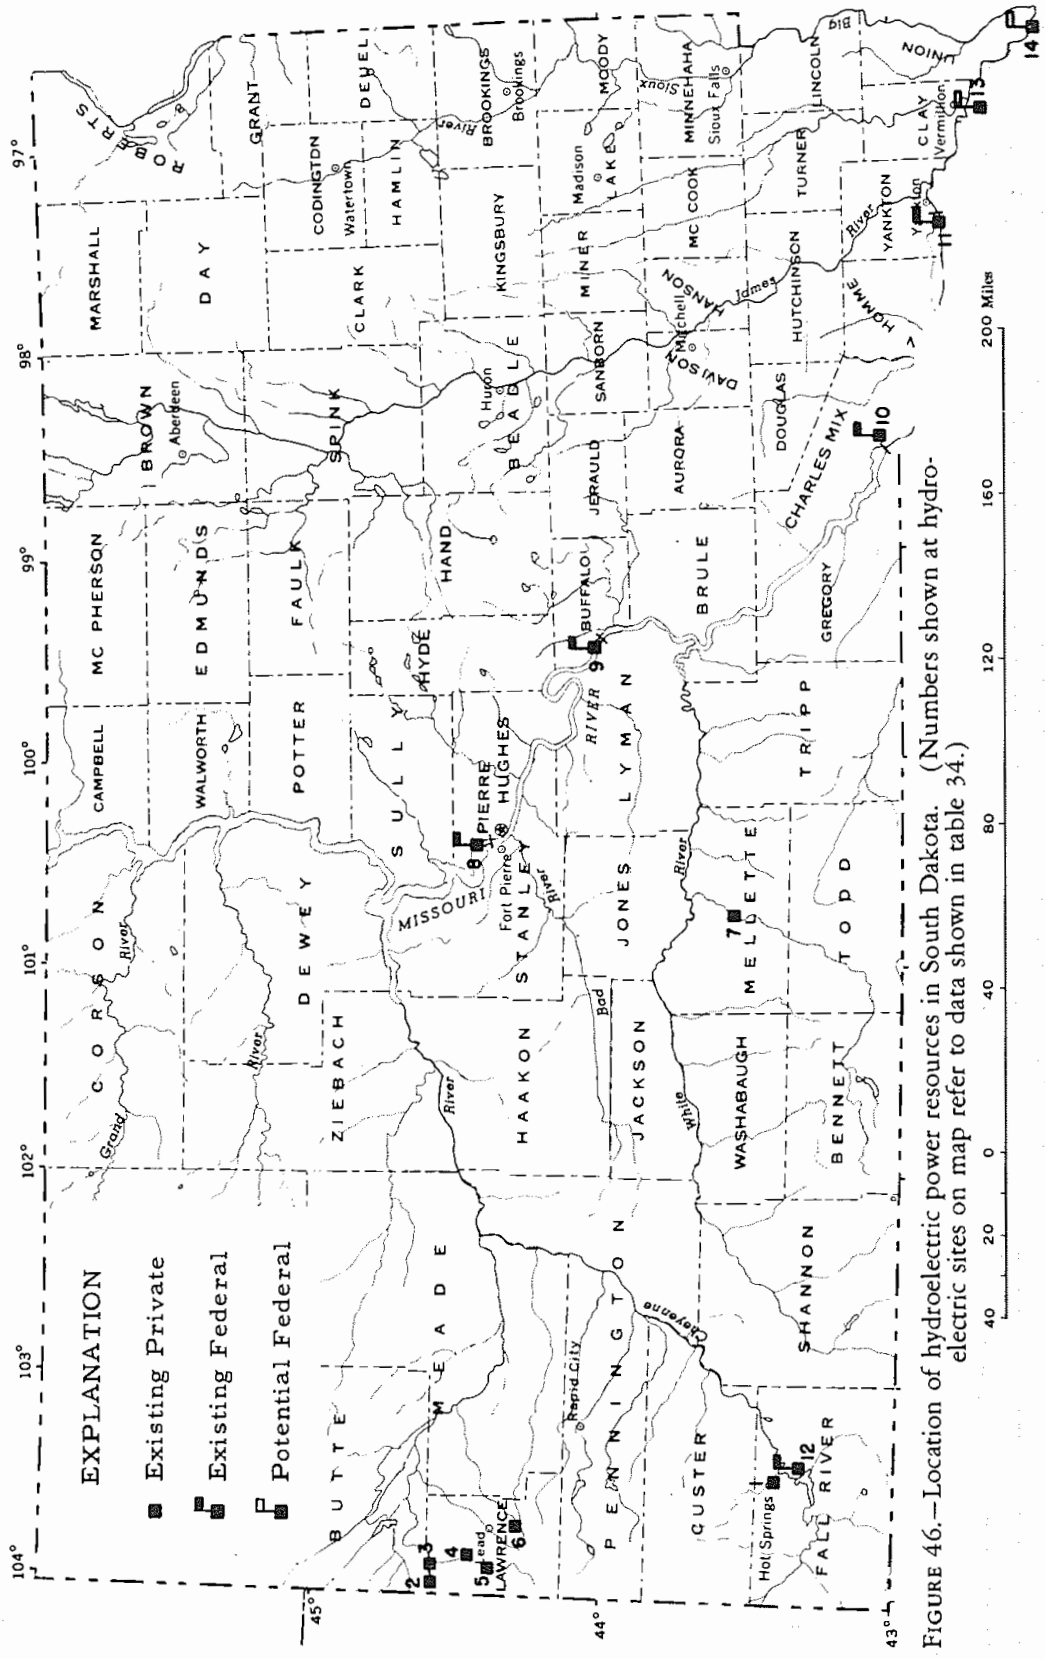 104°
103°
102°
101°
100°
99°
98°
97°
45°
44°
43°
EXPLANATION
Existing Private
Existing Federal
Potential Federal
CORSON
Grand
River
CAMPBELL
MC PHERSON
BROWN
Aberdeen
MARSHALL
ROBERTS
DAY
GRANT
WALWORTH
EDMUNDS
DEWEY
River
POTTER
FAULK
SPINK
CODINGTON
Watertown
DEUEL
HAMLIN
CLARK
BUTTE
ZIEBACH
MEADE
SULLY
HYDE
HAND
BEADLE
Huron
KINGSBURY
BROOKINGS
Brookings
River
2
3
4
5
6
Lead
LAWRENCE
River
HAAKON
STANLEY
MISSOURI
8
PIERRE
HUGHES
Fort Pierre
River
Bad
RIVER
9
BUFFALO
JERAULD
SANBORN
MINER
Madison
LAKE
MOODY
Rapid City
PENNINGTON
Cheyenne
JACKSON
JONES
LYMAN
BRULE
AURORA
DAVISON
Mitchell
HANSON
MC COOK
MINNEHAHA
Sioux Falls
Sioux
James
CUSTER
White
River
WASHABAUGH
MELLETTE
7
TRIPP
GREGORY
CHARLES MIX
DOUGLAS
HUTCHINSON
TURNER
LINCOLN
Big
Hot Springs
12
FALL RIVER
SHANNON
BENNETT
TODD
10
HOMME
River
YANKTON
11
CLAY
Vermillion
UNION
13
14
40
20
0
40
80
120
160
200 Miles
FIGURE 46.—Location of hydroelectric power resources in South Dakota. (Numbers shown at hydro-
electric sites on map refer to data shown in table 34.)